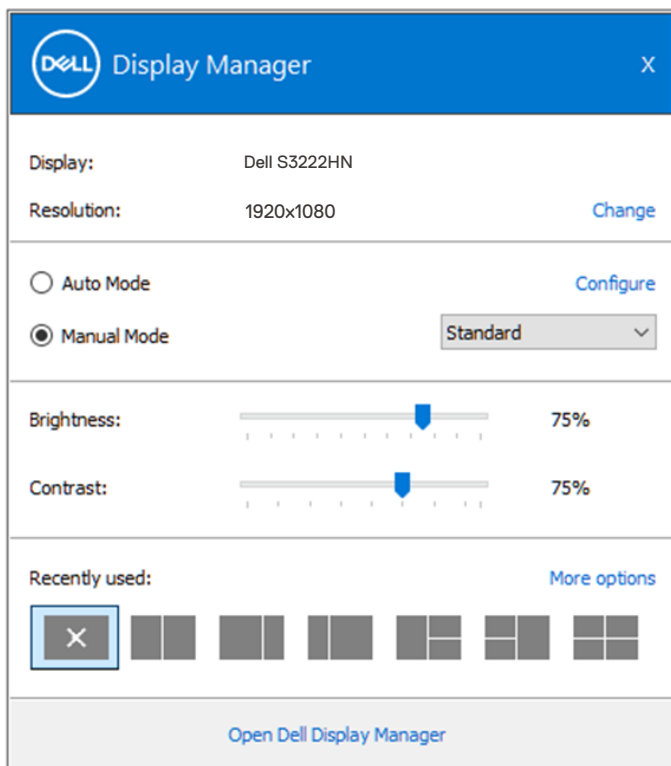 DELL Display Manager X
Display: Dell S3222HN
Resolution: 1920x1080 Change
Auto Mode Configure
Manual Mode Standard
Brightness: 75%
Contrast: 75%
Recently used: More options
Open Dell Display Manager